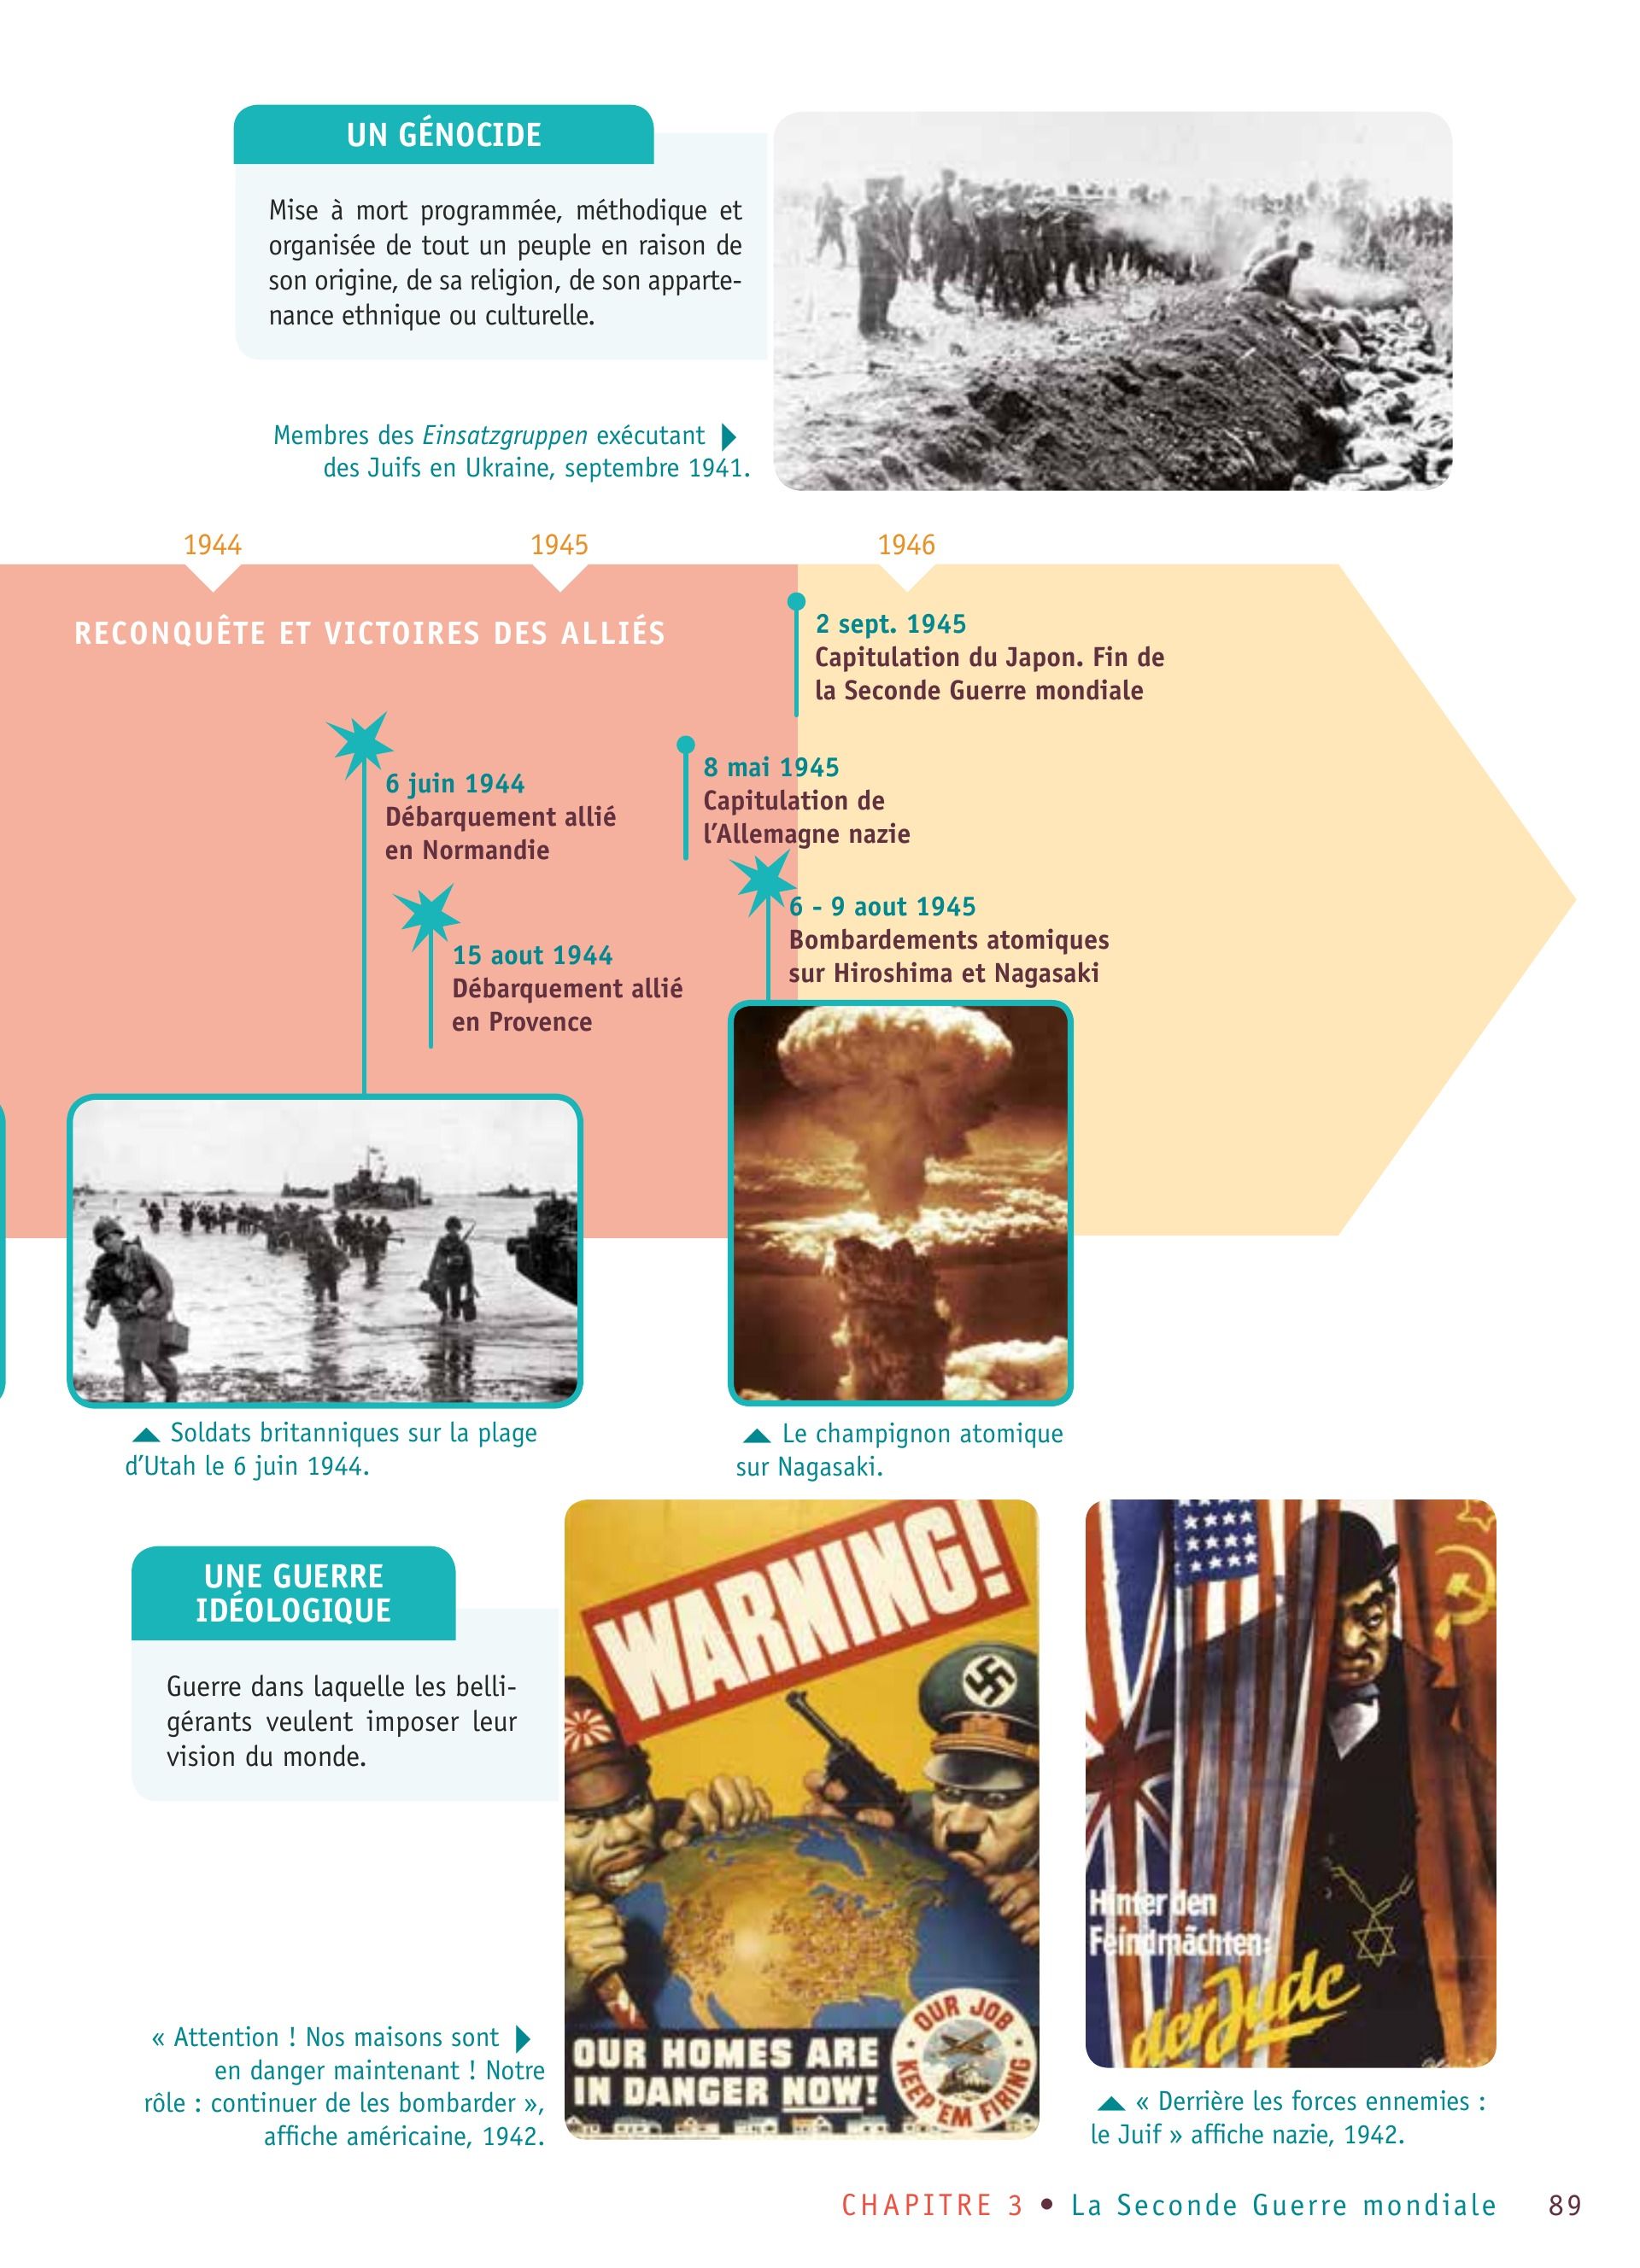 UN GÉNOCIDE
Mise à mort programmée, méthodique et
organisée de tout un peuple en raison de
son origine, de sa religion, de son apparte-
nance ethnique ou culturelle.
Membres des Einsatzgruppen exécutant
des Juifs en Ukraine, septembre 1941.
1944
1945
1946
RECONQUÊTE ET VICTOIRES DES ALLIÉS
2 sept. 1945
Capitulation du Japon. Fin de
la Seconde Guerre mondiale
6 juin 1944
Débarquement allié
en Normandie
8 mai 1945
Capitulation de
l'Allemagne nazie
15 aout 1944
Débarquement allié
en Provence
6 - 9 aout 1945
Bombardements atomiques
sur Hiroshima et Nagasaki
Soldats britanniques sur la plage
d'Utah le 6 juin 1944.
Le champignon atomique
sur Nagasaki.
UNE GUERRE
IDÉOLOGIQUE
Guerre dans laquelle les belli-
gérants veulent imposer leur
vision du monde.
WARNING!
OUR HOMES ARE
IN DANGER NOW!
OUR JOB
KEEP 'EM FIRING
Hinter den
Feindmächten:
der Jude
« Attention ! Nos maisons sont
en danger maintenant ! Notre
rôle : continuer de les bombarder »,
affiche américaine, 1942.
« Derrière les forces ennemies :
le Juif » affiche nazie, 1942.
CHAPITRE 3 • La Seconde Guerre mondiale 89